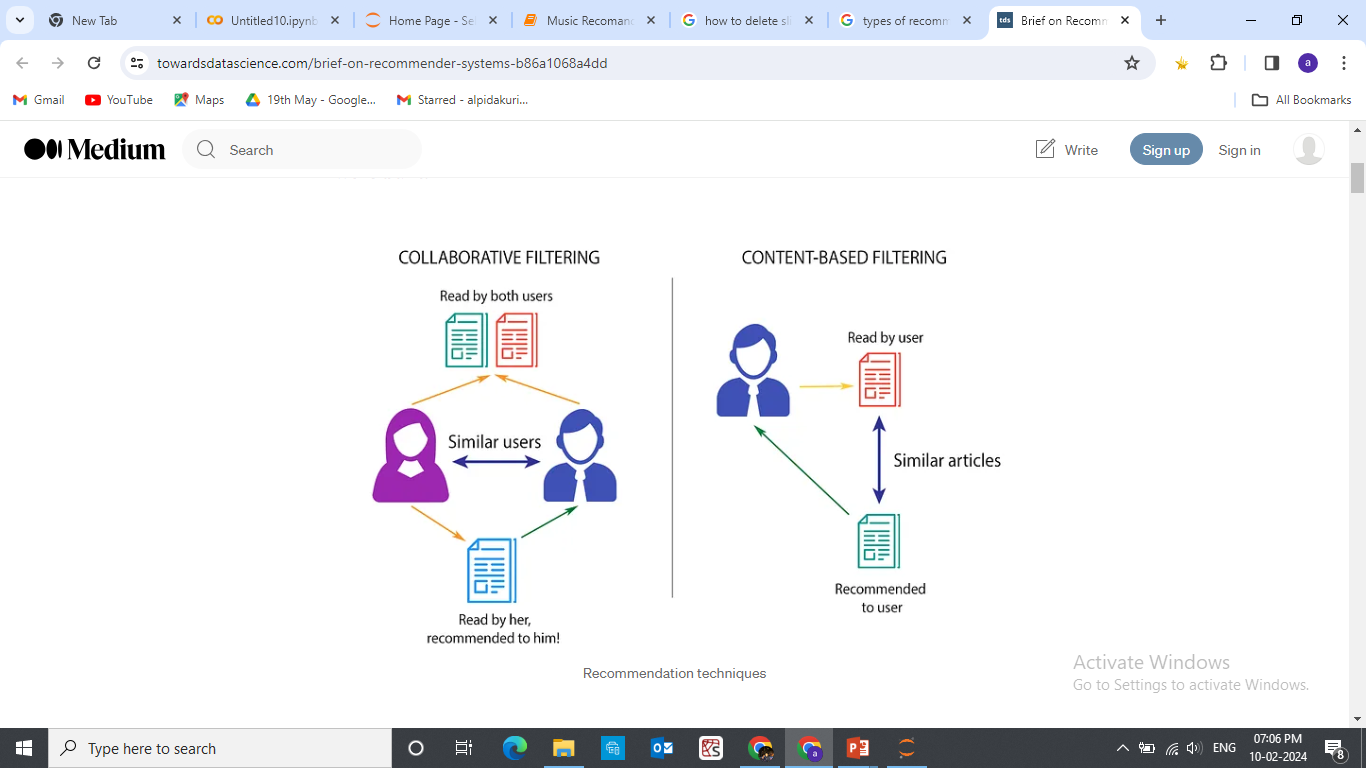 New Tab
Untitled10.ipynb
Home Page - Se
Music Recoman
how to delete sli
types of recomm
tds
Brief on Recomm
towardsdatascience.com/brief-on-recommender-systems-b86a1068a4dd
a
Gmail
YouTube
Maps
19th May - Google...
Starred - alpidakuri...
All Bookmarks
Medium
Search
Write
Sign up
Sign in
COLLABORATIVE FILTERING
Read by both users
Similar users
Read by her,
recommended to him!
CONTENT-BASED FILTERING
Read by user
Similar articles
Recommended
to user
Recommendation techniques
Activate Windows
Go to Settings to activate Windows.
Type here to search
ENG
07:06 PM
10-02-2024
8